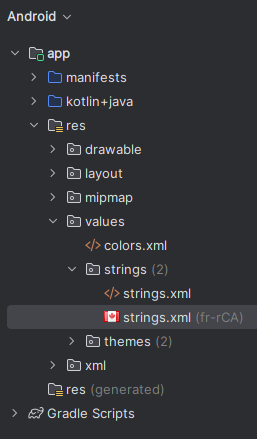 Android
app
manifests
kotlin+java
res
drawable
layout
mipmap
values
colors.xml
strings (2)
strings.xml
strings.xml (fr-rCA)
themes (2)
xml
res (generated)
Gradle Scripts